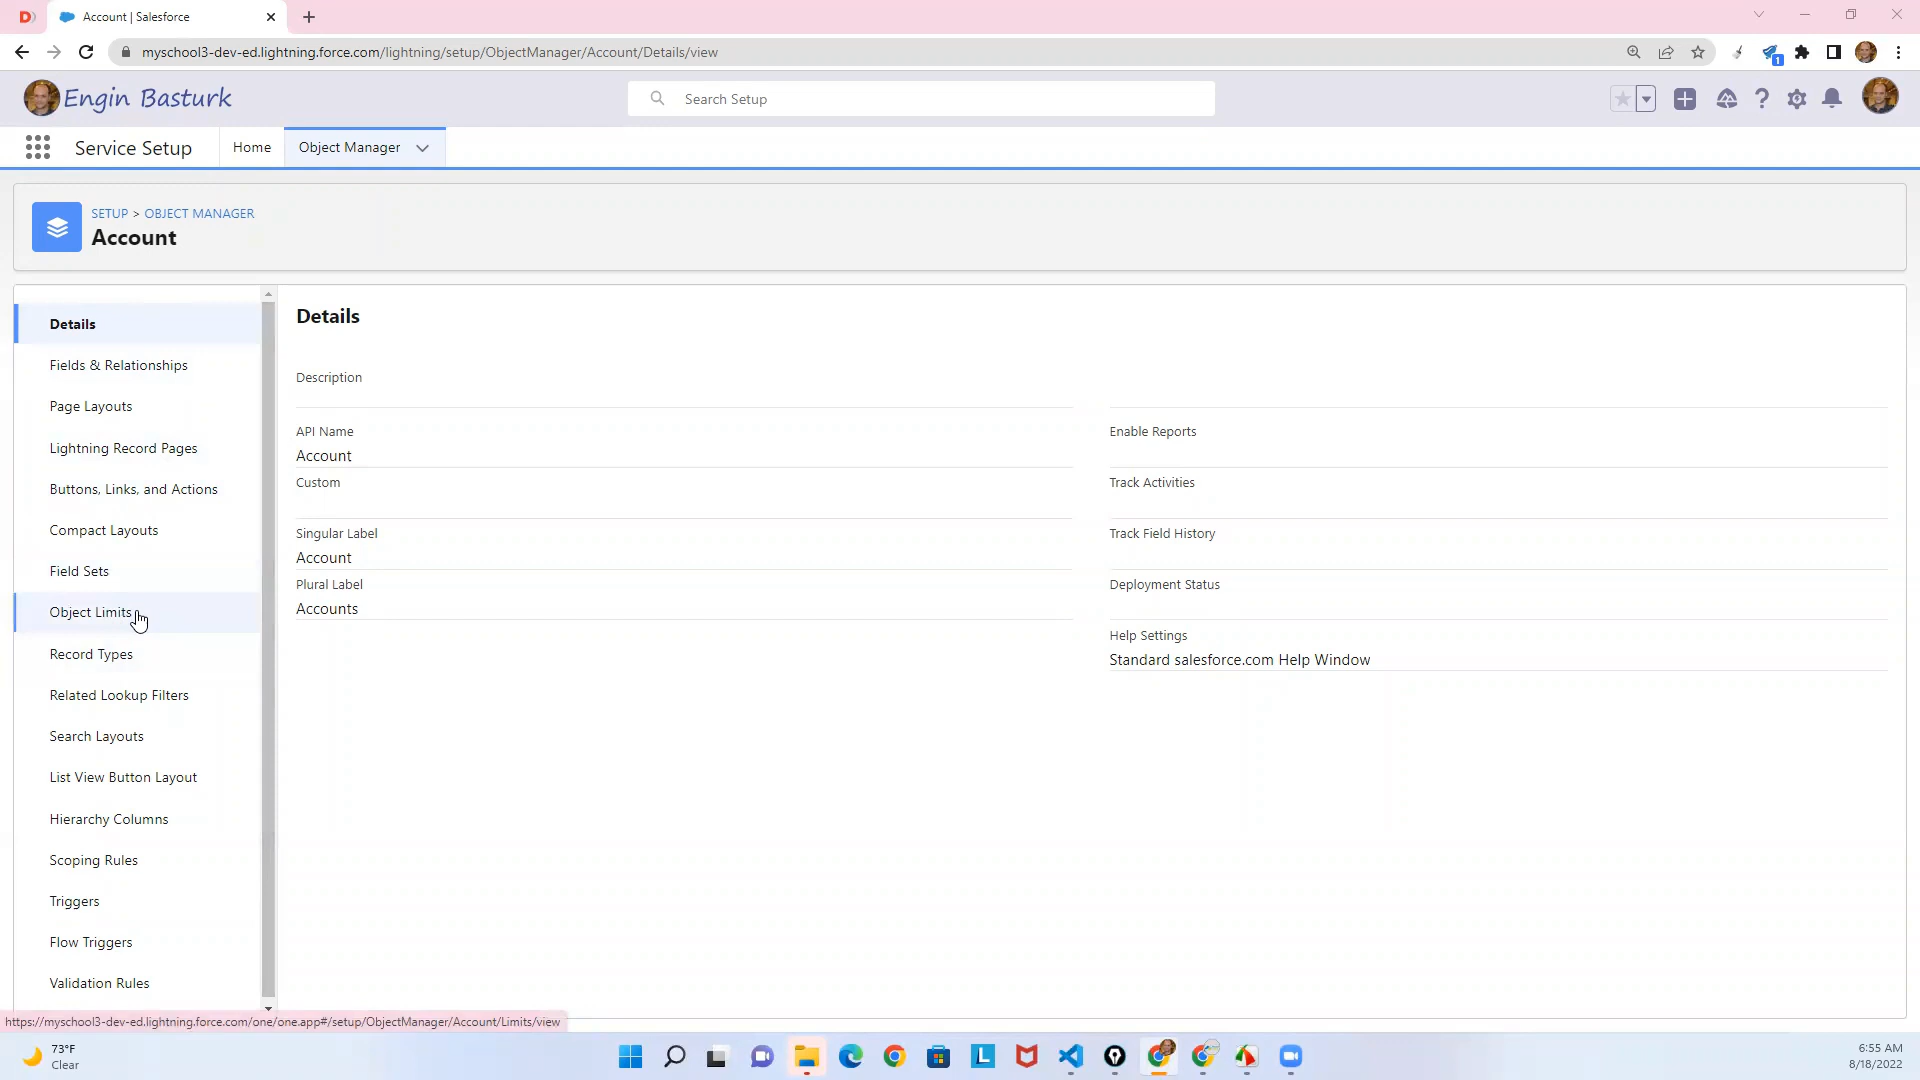 Account | Salesforce
myschool3-dev-ed.lightning.force.com/lightning/setup/ObjectManager/Account/Details/view
1
Engin Basturk
Search Setup
Service Setup
Home
Object Manager
SETUP > OBJECT MANAGER
Account
Details
Fields & Relationships
Page Layouts
Lightning Record Pages
Buttons, Links, and Actions
Compact Layouts
Field Sets
Object Limits
Record Types
Related Lookup Filters
Search Layouts
List View Button Layout
Hierarchy Columns
Scoping Rules
Triggers
Flow Triggers
Validation Rules
Details
Description
API Name
Account
Custom
Singular Label
Account
Plural Label
Accounts
Enable Reports
Track Activities
Track Field History
Deployment Status
Help Settings
Standard salesforce.com Help Window
https://myschool3-dev-ed.lightning.force.com/one/one.app#/setup/ObjectManager/Account/Limits/view
73°F
Clear
L
6:55 AM
8/18/2022